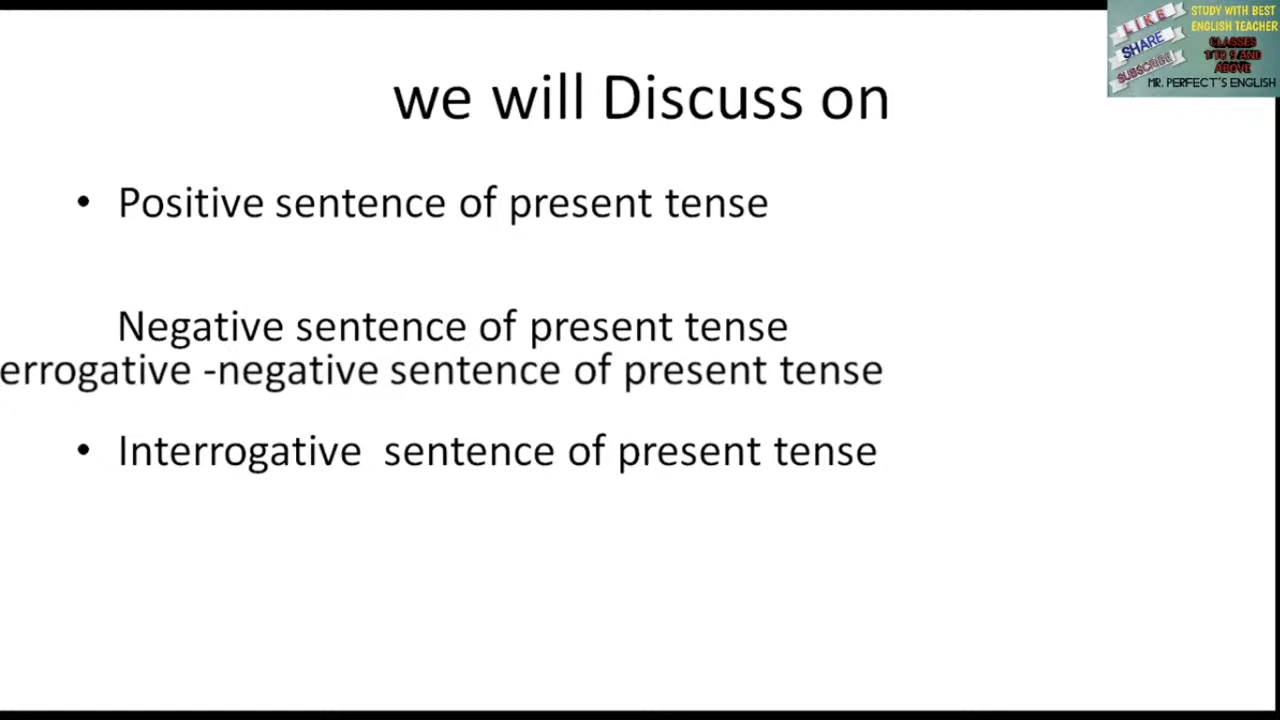 we will Discuss on
• Positive sentence of present tense
Negative sentence of present tense
errogative -negative sentence of present tense
• Interrogative sentence of present tense
LIKE
SHARE
SUBSCRIBE
STUDY WITH BEST
ENGLISH TEACHER
CLASSES
ABOVE
MR. PERFECT'S ENGLISH